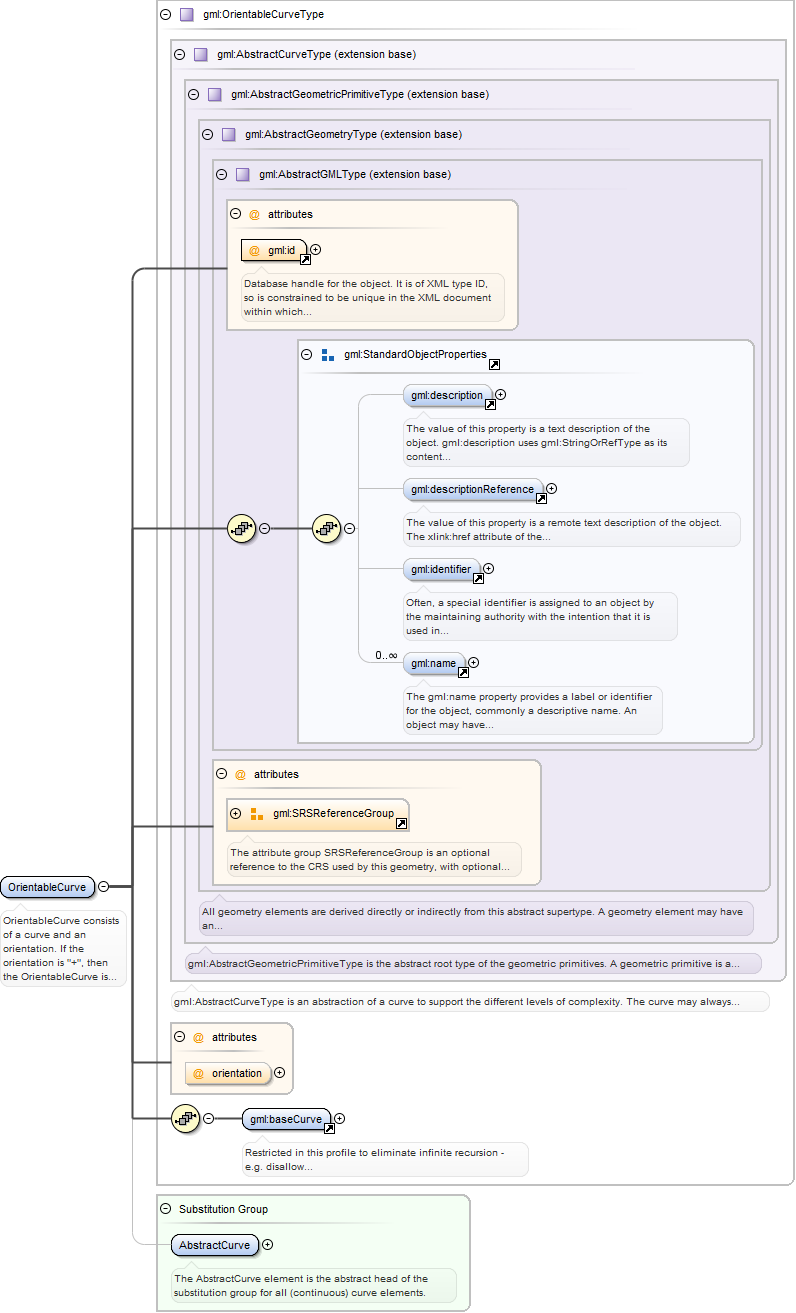 gml:OrientableCurveType
gml:AbstractCurveType (extension base)
gml:AbstractGeometricPrimitiveType (extension base)
gml:AbstractGeometryType (extension base)
gml:AbstractGMLType (extension base)
@ attributes
@ gml:id
Database handle for the object. It is of XML type ID,
so is constrained to be unique in the XML document
within which...
gml:StandardObjectProperties
gml:description
The value of this property is a text description of the
object. gml:description uses gml:StringOrRefType as its
content...
gml:descriptionReference
The value of this property is a remote text description of the object.
The xlink:href attribute of the...
gml:identifier
Often, a special identifier is assigned to an object by
the maintaining authority with the intention that it is
used in...
0..∞
gml:name
The gml:name property provides a label or identifier
for the object, commonly a descriptive name. An
object may have...
@ attributes
gml:SRSReferenceGroup
The attribute group SRSReferenceGroup is an optional
reference to the CRS used by this geometry, with optional...
OrientableCurve
OrientableCurve consists
of a curve and an
orientation. If the
orientation is "+", then
the OrientableCurve is...
All geometry elements are derived directly or indirectly from this abstract supertype. A geometry element may have
an...
gml:AbstractGeometricPrimitiveType is the abstract root type of the geometric primitives. A geometric primitive is a...
gml:AbstractCurveType is an abstraction of a curve to support the different levels of complexity. The curve may always...
@ attributes
@ orientation
gml:baseCurve
Restricted in this profile to eliminate infinite recursion -
e.g. disallow...
Substitution Group
AbstractCurve
The AbstractCurve element is the abstract head of the
substitution group for all (continuous) curve elements.